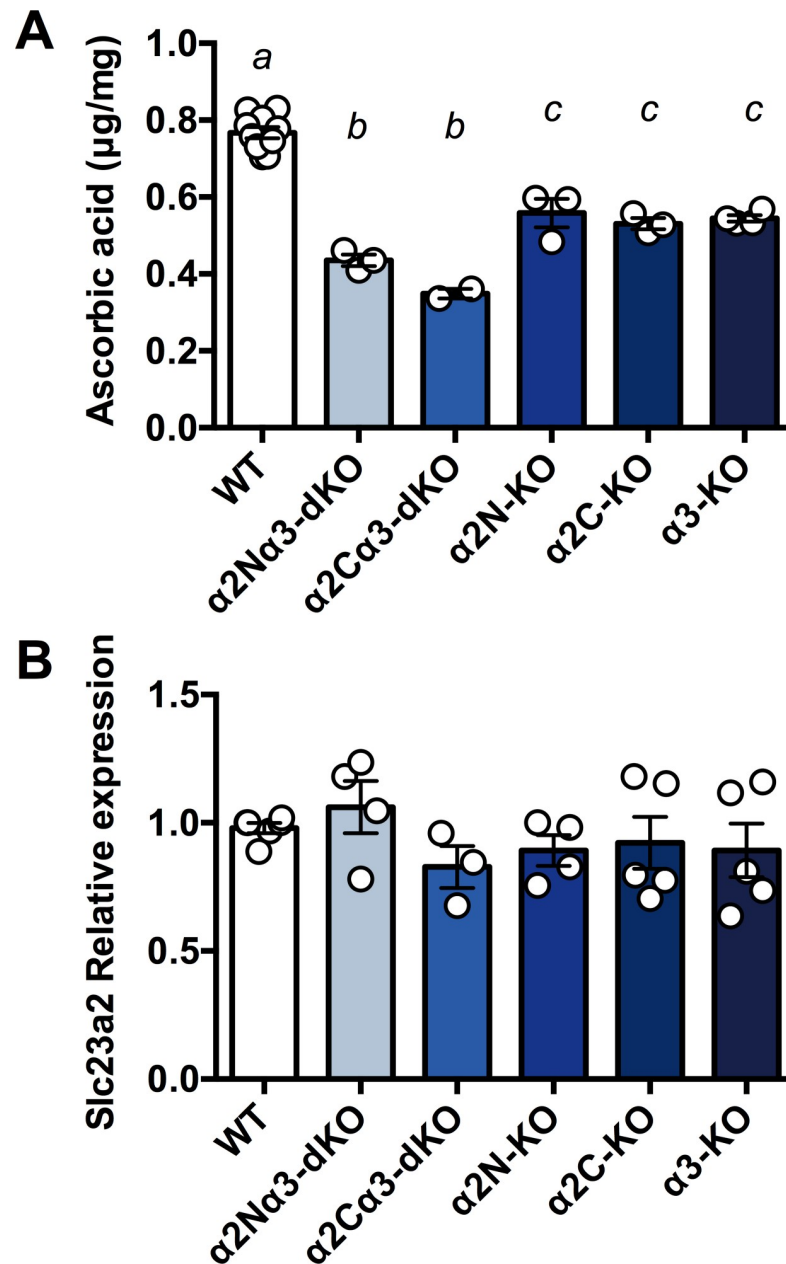 A
Ascorbic acid (µg/mg)
1.0
0.8
0.6
0.4
0.2
0.0
a
b
b
c
c
c
WT
α2Nα3-dKO
α2Cα3-dKO
α2N-KO
α2C-KO
α3-KO
B
Slc23a2 Relative expression
1.5
1.0
0.5
0.0
WT
α2Nα3-dKO
α2Cα3-dKO
α2N-KO
α2C-KO
α3-KO